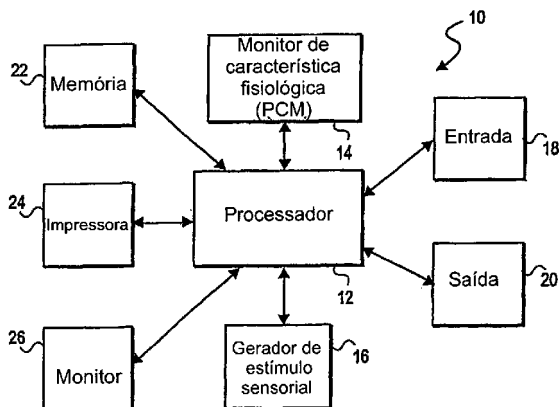 10
22
Memória
Monitor de
característica
fisiológica
(PCM)
14
Entrada
18
24
Impressora
Processador
12
Saída
20
26
Monitor
Gerador de
estímulo
sensorial
16